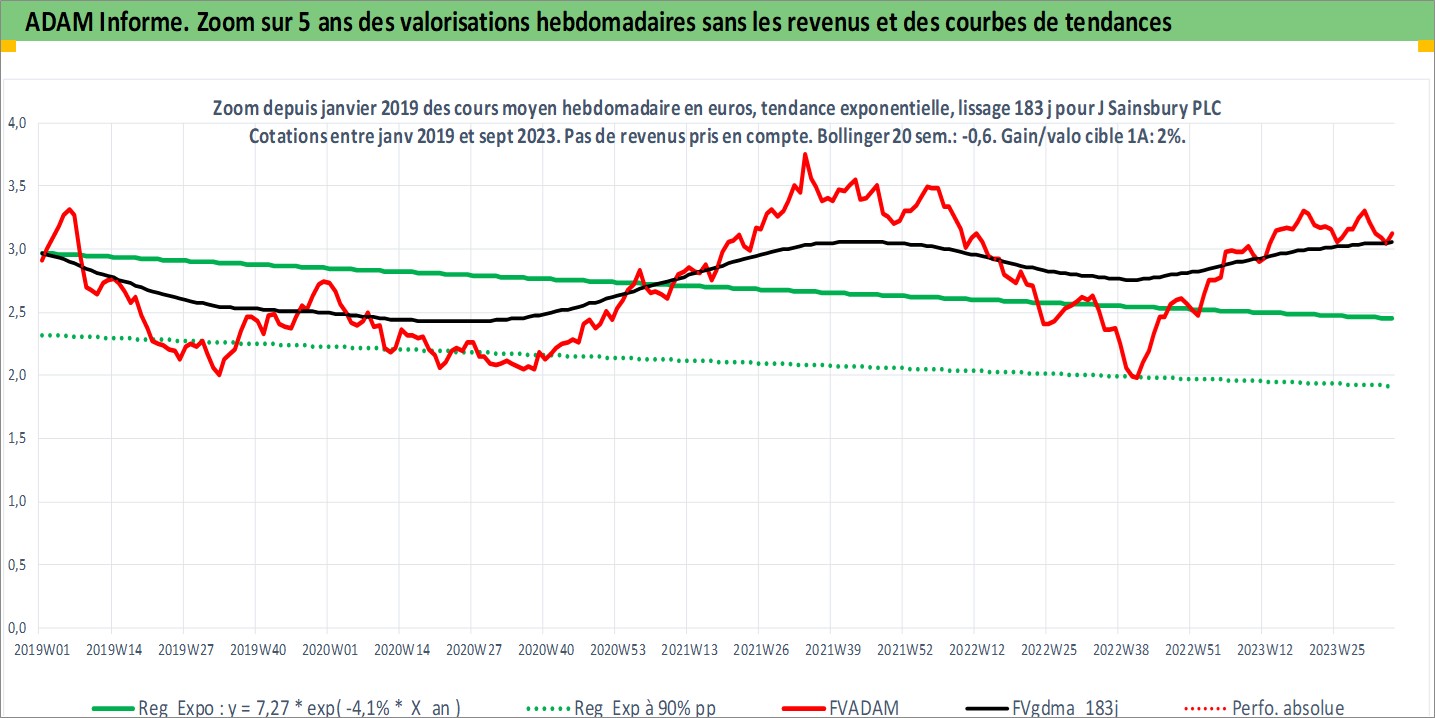 ADAM Informe. Zoom sur 5 ans des valorisations hebdomadaires sans les revenus et des courbes de tendances
Zoom depuis janvier 2019 des cours moyen hebdomadaire en euros, tendance exponentielle, lissage 183 j pour J Sainsbury PLC
Cotations entre janv 2019 et sept 2023. Pas de revenus pris en compte. Bollinger 20 sem.: -0,6. Gain/valo cible 1A: 2%.
4,0
3,5
3,0
2,5
2,0
1,5
1,0
0,5
0,0
2019W01 2019W14 2019W27 2019W40 2020W01 2020W14 2020W27 2020W40 2020W53 2021W13 2021W26 2021W39 2021W52 2022W12 2022W25 2022W38 2022W51 2023W12 2023W25
Reg Expo : y = 7,27 * exp( -4,1% * X an ) Reg Exp à 90% pp FVADAM FVgdma 183j Perfo. absolue